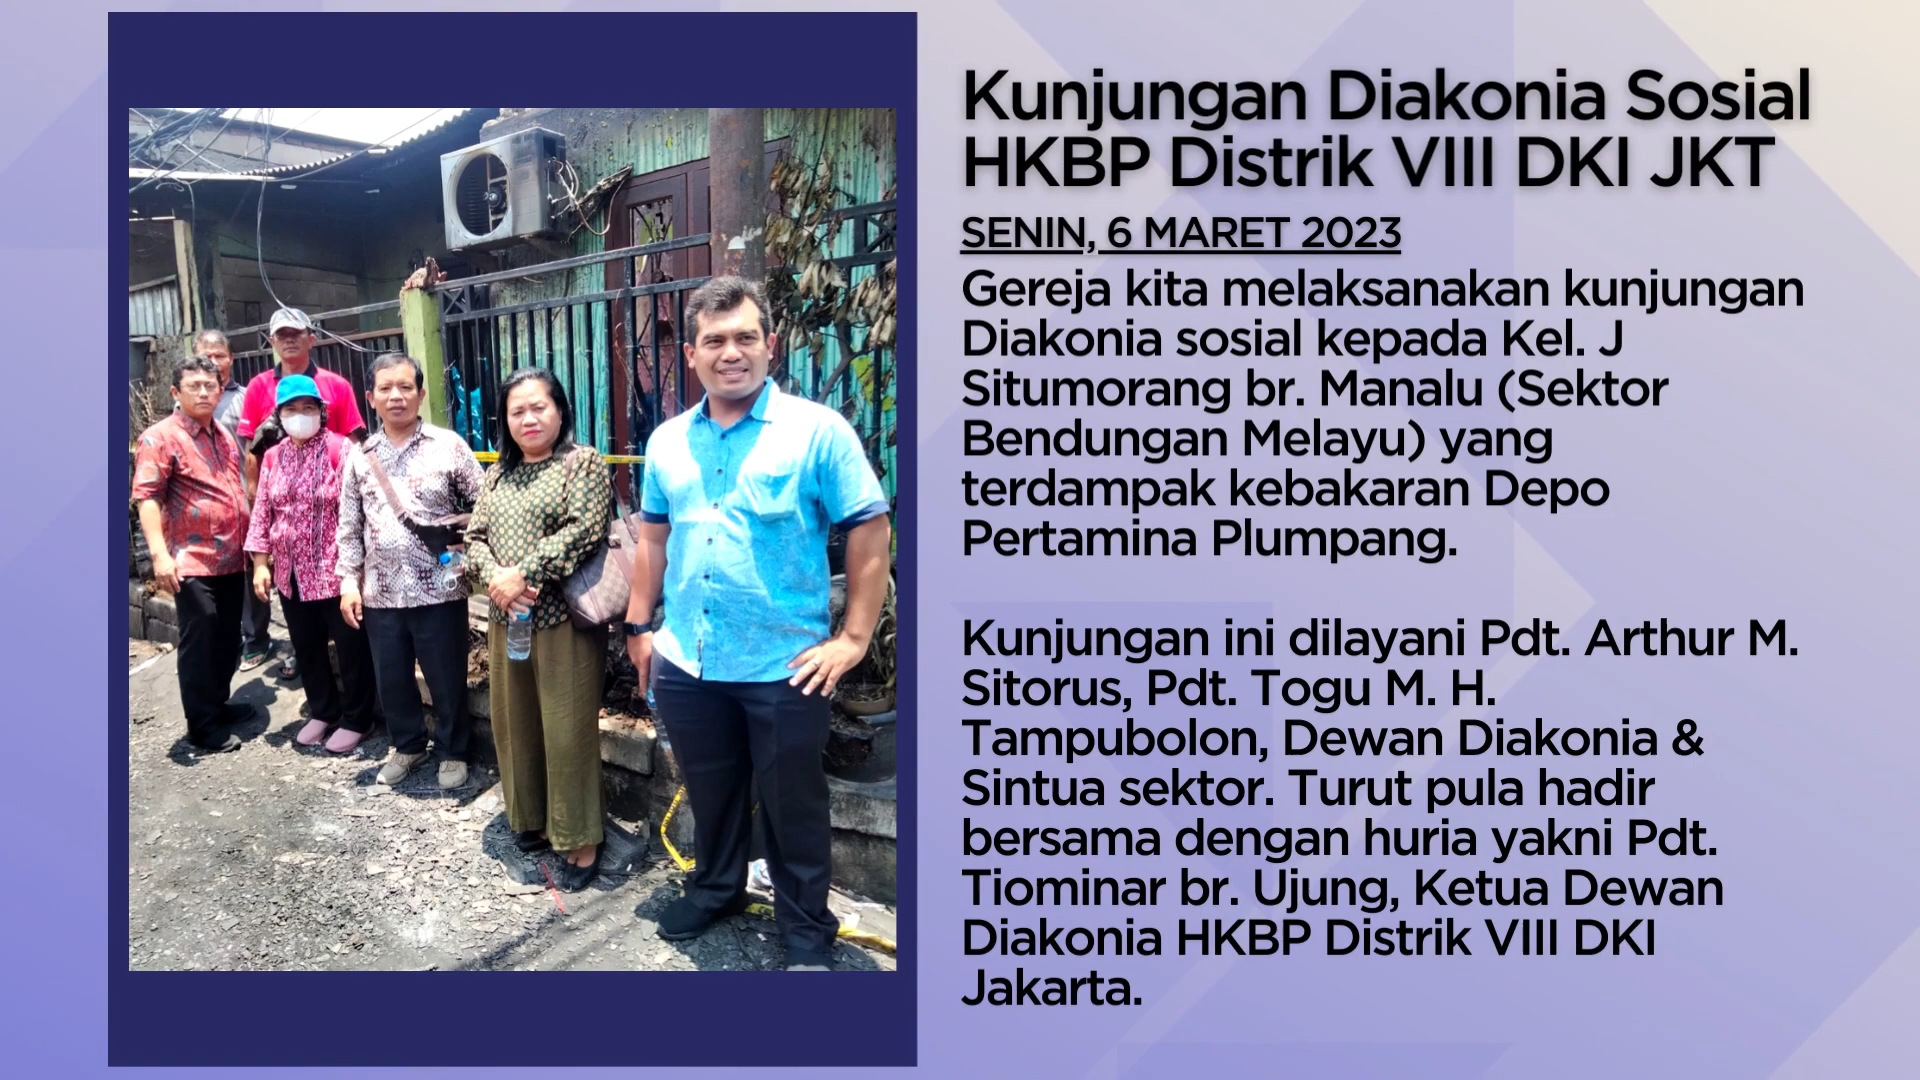 Kunjungan Diakonia Sosial
HKBP Distrik VIII DKI JKT
SENIN, 6 MARET 2023
Gereja kita melaksanakan kunjungan
Diakonia sosial kepada Kel. J
Situmorang br. Manalu (Sektor
Bendungan Melayu) yang
terdampak kebakaran Depo
Pertamina Plumpang.
Kunjungan ini dilayani Pdt. Arthur M.
Sitorus, Pdt. Togu M. H.
Tampubolon, Dewan Diakonia &
Sintua sektor. Turut pula hadir
bersama dengan huria yakni Pdt.
Tiominar br. Ujung, Ketua Dewan
Diakonia HKBP Distrik VIII DKI
Jakarta.